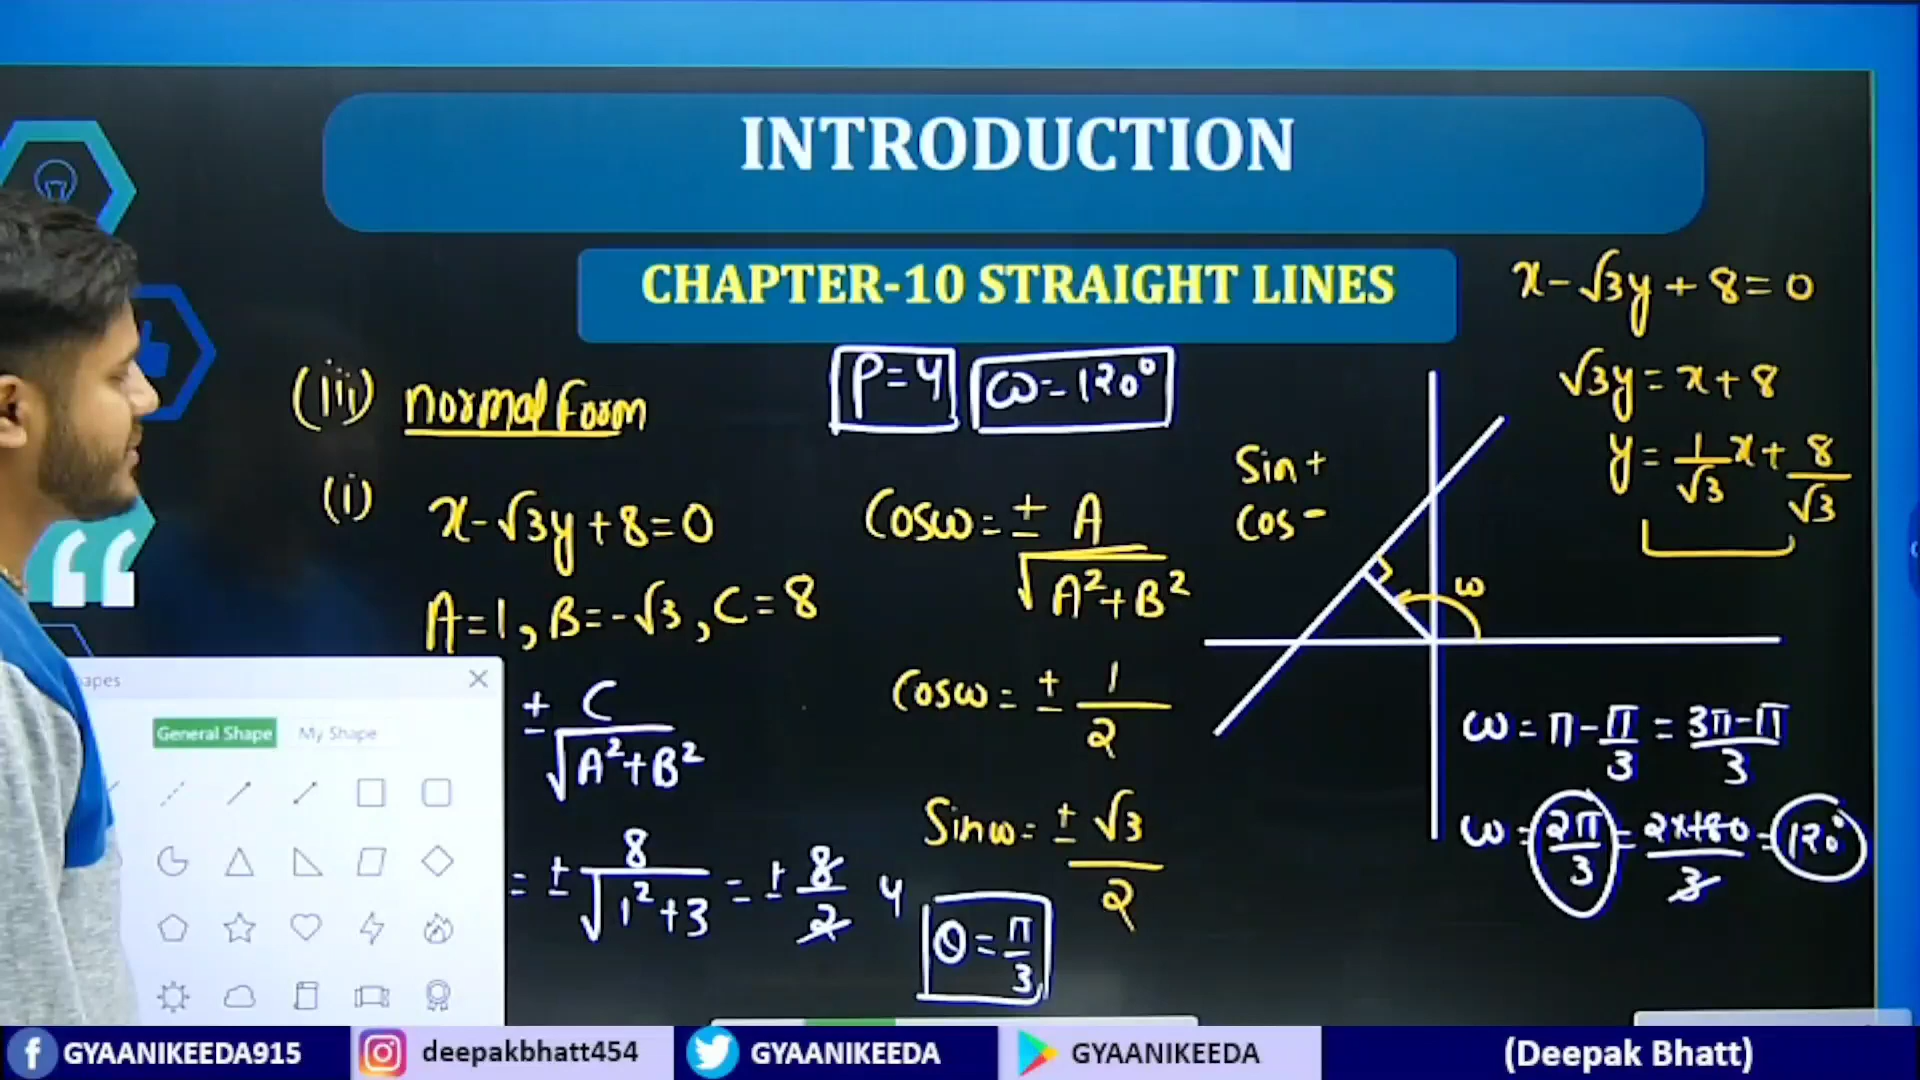 INTRODUCTION
CHAPTER-10 STRAIGHT LINES
(iii) normal form
P=4
ω=120°
(i) x-√3y+8=0
A=1, B=-√3, C=8
± C/√A²+B²
= ± 8/√1²+3 = ± 8/2 4
Cosω = ± A/√A²+B²
Cosω = ± 1/2
Sinω = ± √3/2
θ = π/3
Sin +
Cos -
ω
x-√3y+8=0
√3y = x+8
y = 1/√3 x + 8/√3
ω = π - π/3 = 3π-π/3
ω = 2π/3 = 2×180/3 = 120°
apes
General Shape My Shape
GYAANIKEEDA915 deepakbhatt454 GYAANIKEEDA GYAANIKEEDA (Deepak Bhatt)